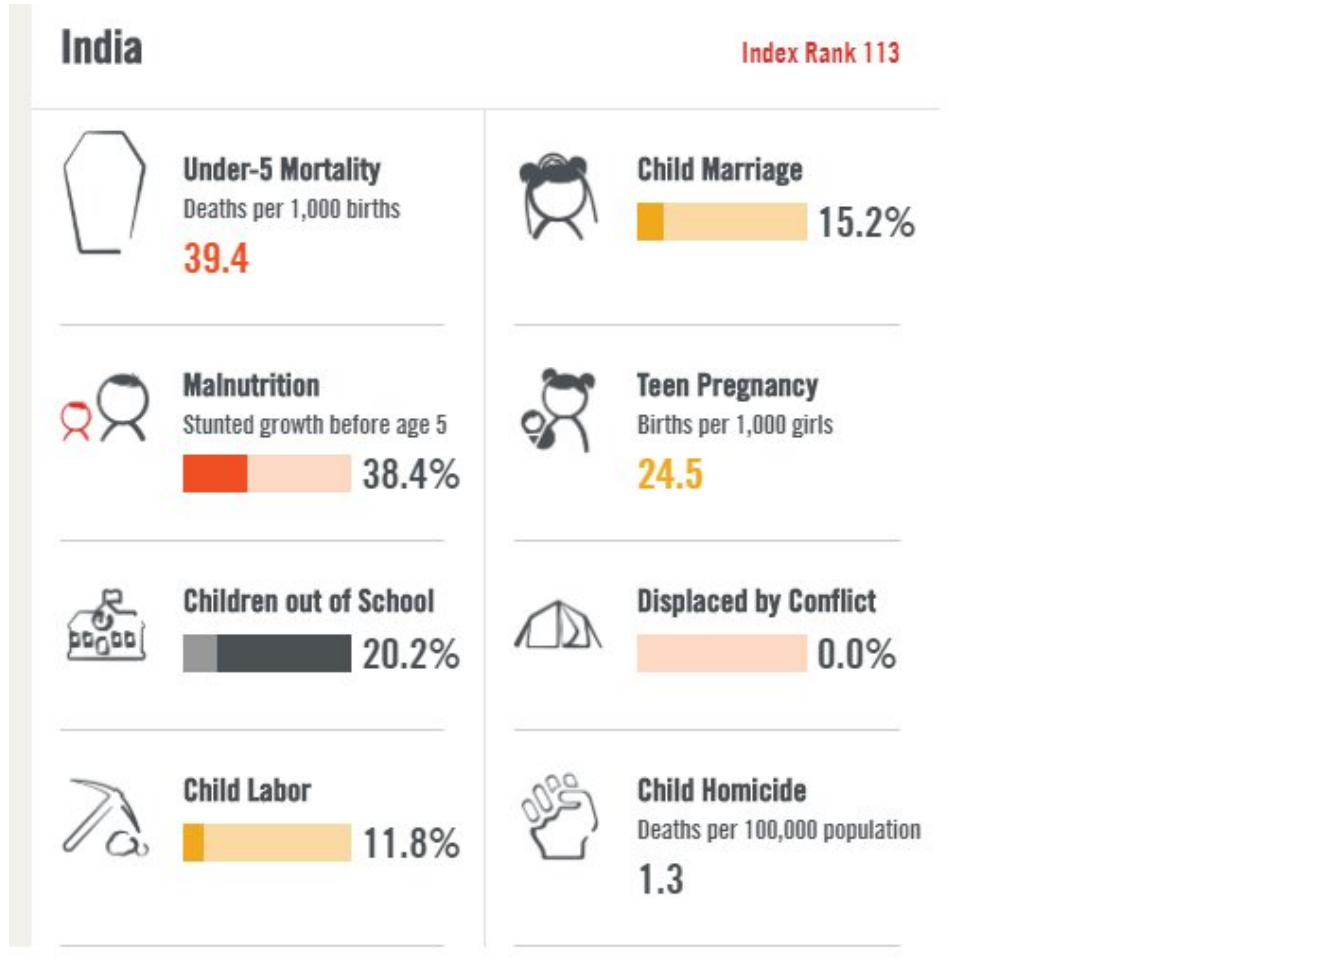 India
Index Rank 113
Under-5 Mortality
Deaths per 1,000 births
39.4
Malnutrition
Stunted growth before age 5
38.4%
Children out of School
20.2%
Child Labor
11.8%
Child Marriage
15.2%
Teen Pregnancy
Births per 1,000 girls
24.5
Displaced by Conflict
0.0%
Child Homicide
Deaths per 100,000 population
1.3